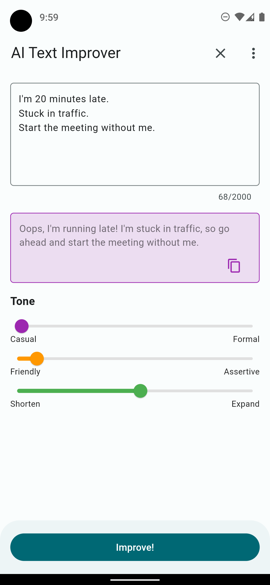 9:59
AI Text Improver
I'm 20 minutes late.
Stuck in traffic.
Start the meeting without me.
68/2000
Oops, I'm running late! I'm stuck in traffic, so go
ahead and start the meeting without me.
Tone
Casual Formal
Friendly Assertive
Shorten Expand
Improve!